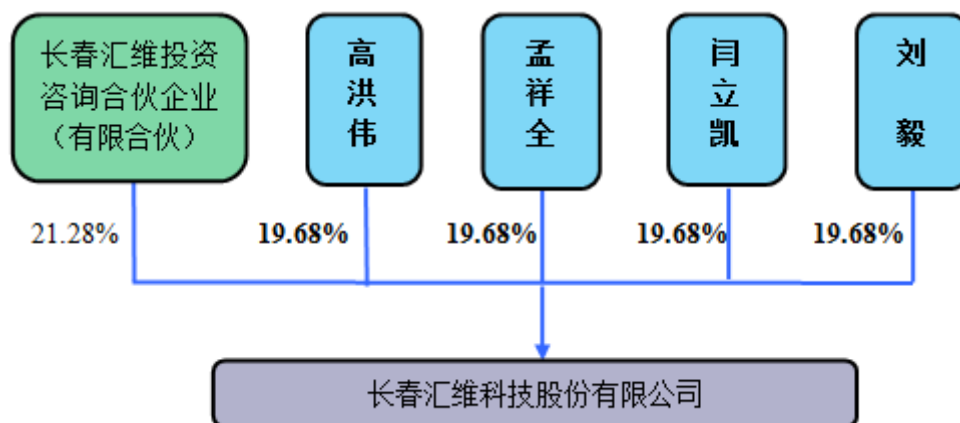 长春汇维投资
咨询合伙企业
（有限合伙）
高洪伟
孟祥全
闫立凯
刘毅
21.28%
19.68%
19.68%
19.68%
19.68%
长春汇维科技股份有限公司